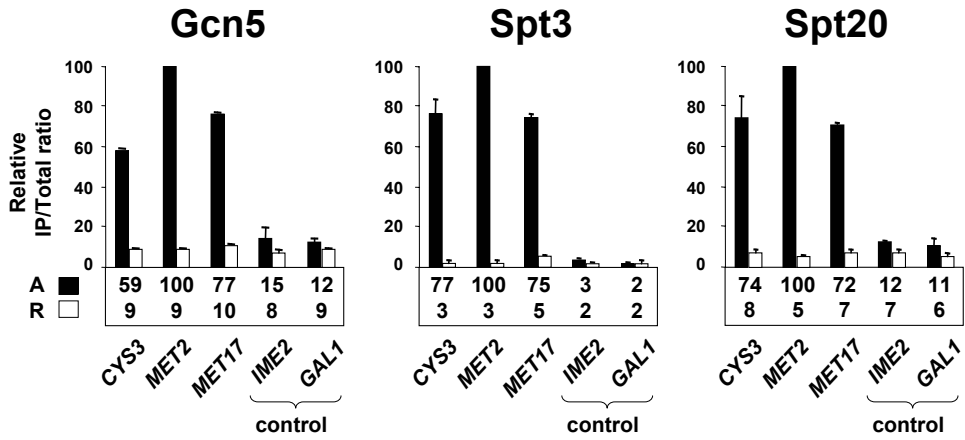 Gcn5 Spt3 Spt20
Relative
IP/Total ratio
100 100 100
80 80 80
60 60 60
40 40 40
20 20 20
0 0 0
A 59 100 77 15 12 77 100 75 3 2 74 100 72 12 11
R 9 9 10 8 9 3 3 5 2 2 8 5 7 7 6
CYS3 MET2 MET17 IME2 GAL1 CYS3 MET2 MET17 IME2 GAL1 CYS3 MET2 MET17 IME2 GAL1
control control control